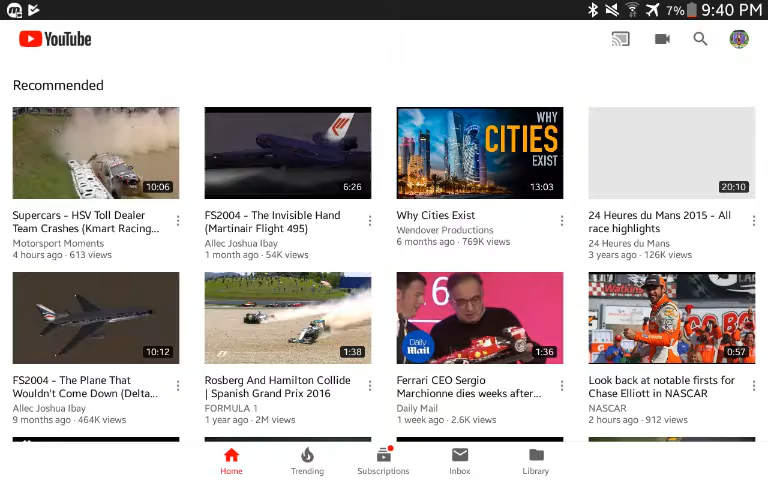 7% 9:40 PM
YouTube
Recommended
10:06
6:26
WHY
CITIES
EXIST
13:03
20:10
Supercars - HSV Toll Dealer
Team Crashes (Kmart Racing...
Motorsport Moments
4 hours ago · 613 views
FS2004 - The Invisible Hand
(Martinair Flight 495)
Allec Joshua Ibay
1 month ago · 54K views
Why Cities Exist
Wendover Productions
6 months ago · 769K views
24 Heures du Mans 2015 - All
race highlights
24 Heures du Mans
3 years ago · 126K views
10:12
1:38
6
Daily
Mail
1:36
Watkins
0:57
FS2004 - The Plane That
Wouldn't Come Down (Delta...
Allec Joshua Ibay
9 months ago · 464K views
Rosberg And Hamilton Collide
| Spanish Grand Prix 2016
FORMULA 1
1 year ago · 2M views
Ferrari CEO Sergio
Marchionne dies weeks after...
Daily Mail
1 week ago · 2.6K views
Look back at notable firsts for
Chase Elliott in NASCAR
NASCAR
2 hours ago · 912 views
Home
Trending
Subscriptions
Inbox
Library